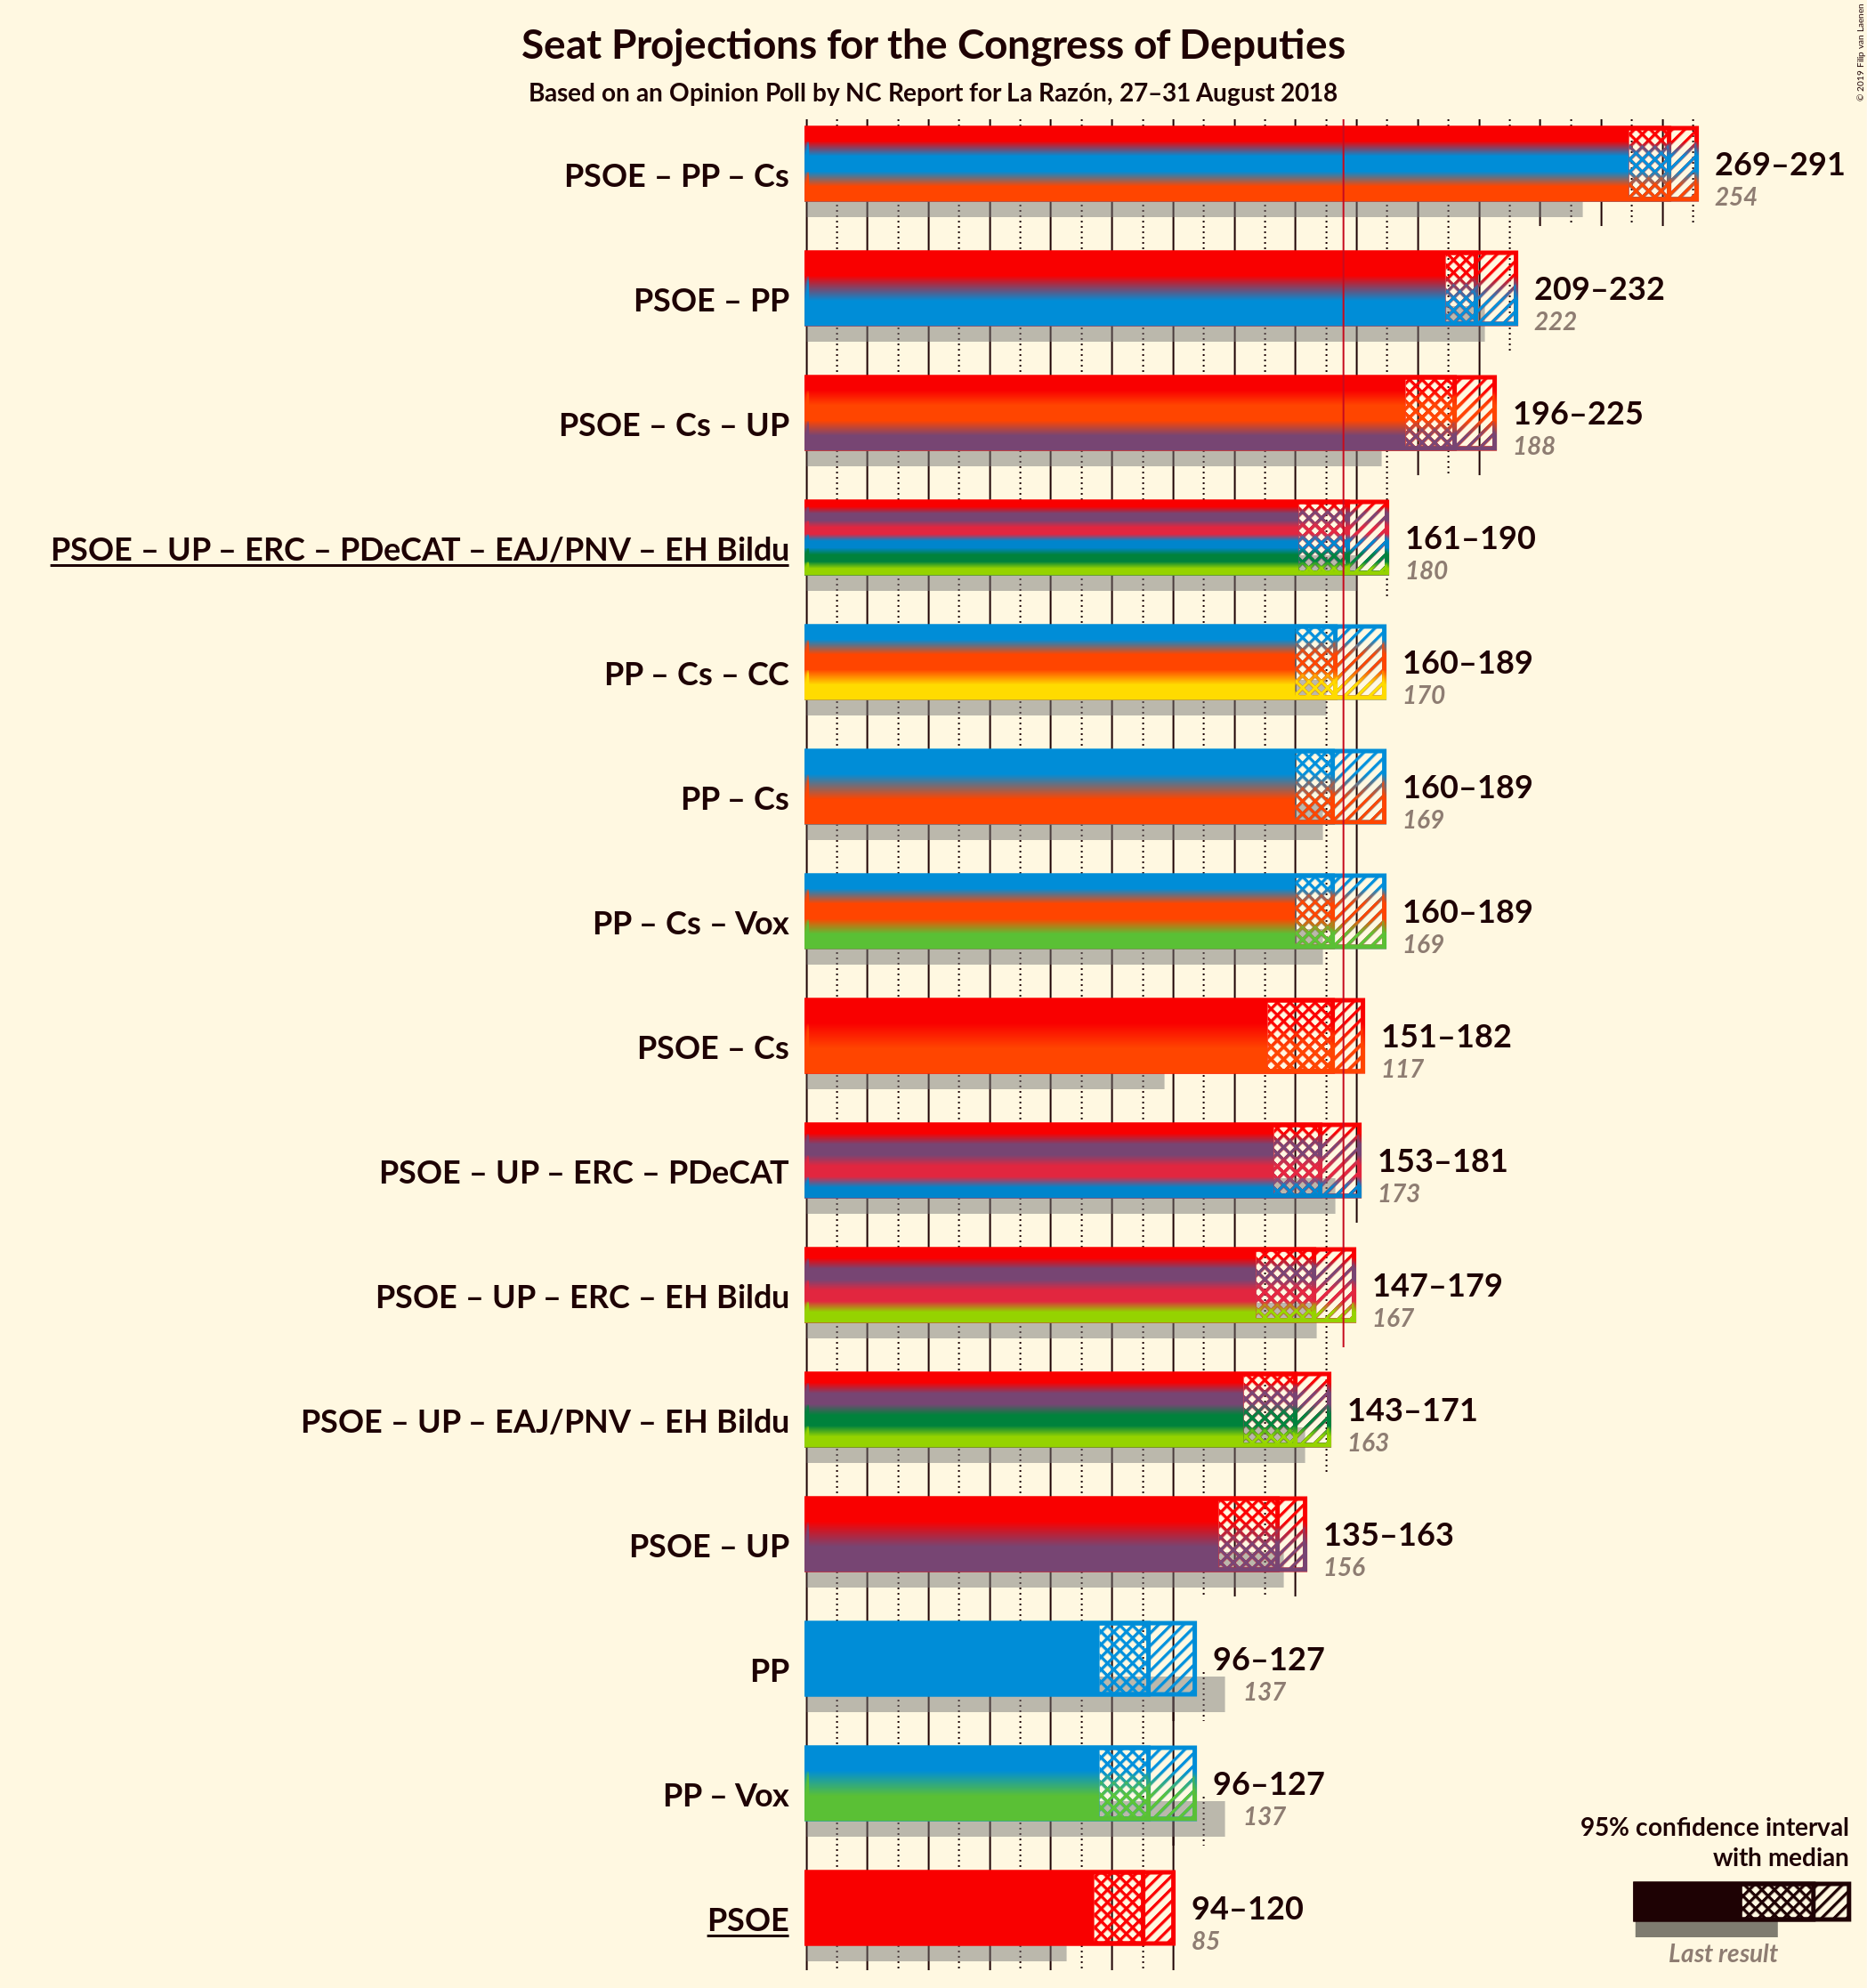 Seat Projections for the Congress of Deputies
Based on an Opinion Poll by NC Report for La Razón, 27–31 August 2018
© 2019 Filip van Laenen
PSOE – PP – Cs
269–291
254
PSOE – PP
209–232
222
PSOE – Cs – UP
196–225
188
PSOE – UP – ERC – PDeCAT – EAJ/PNV – EH Bildu
161–190
180
PP – Cs – CC
160–189
170
PP – Cs
160–189
169
PP – Cs – Vox
160–189
169
PSOE – Cs
151–182
117
PSOE – UP – ERC – PDeCAT
153–181
173
PSOE – UP – ERC – EH Bildu
147–179
167
PSOE – UP – EAJ/PNV – EH Bildu
143–171
163
PSOE – UP
135–163
156
PP
96–127
137
PP – Vox
96–127
137
PSOE
94–120
85
95% confidence interval
with median
Last result